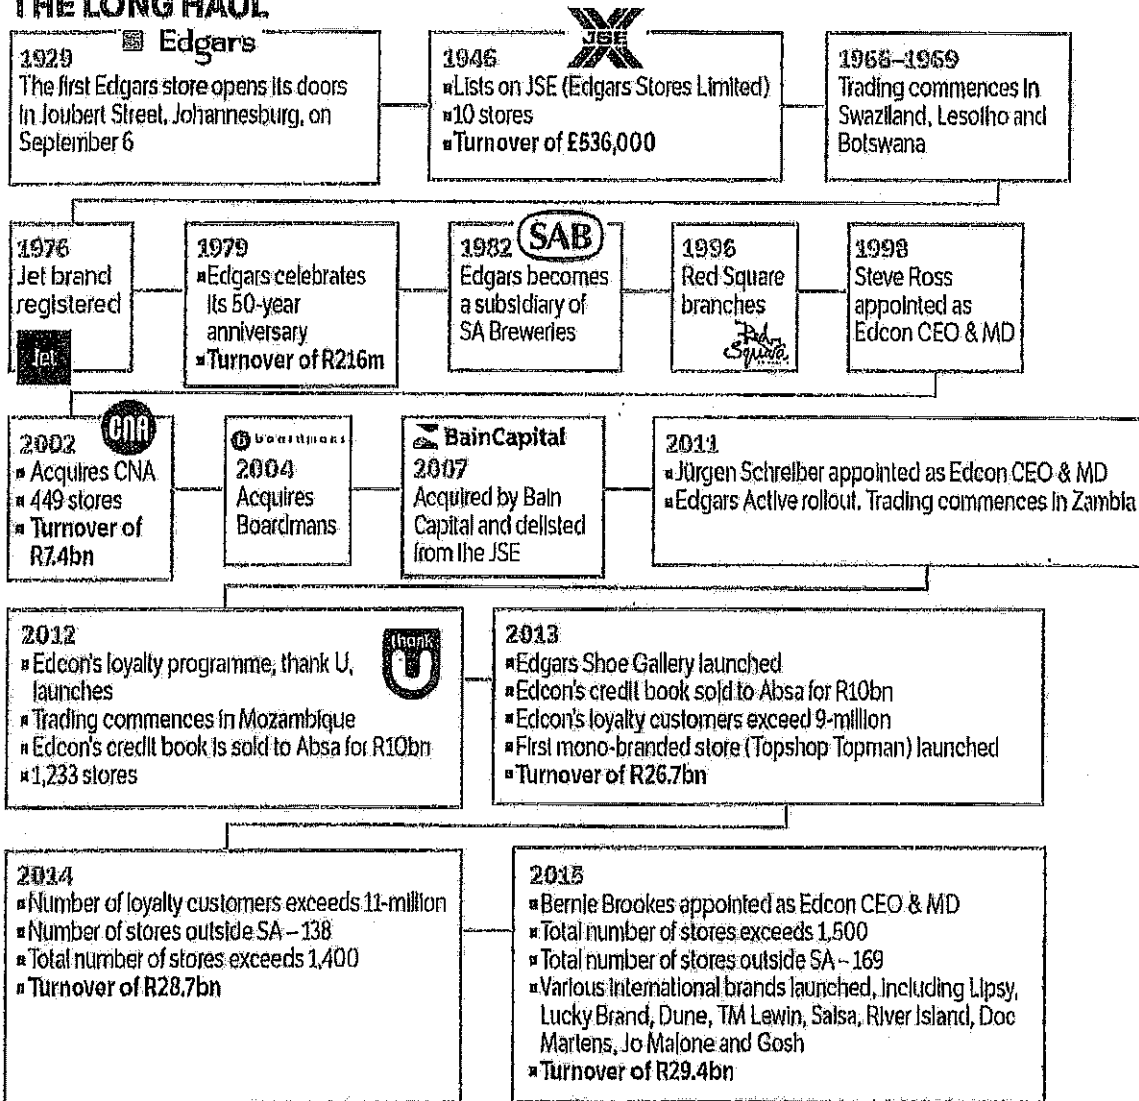 THE LONG HAUL
Edgars
1929
The first Edgars store opens its doors
in Joubert Street, Johannesburg, on
September 6
JSE
1946
Lists on JSE (Edgars Stores Limited)
10 stores
Turnover of £536,000
1968–1969
Trading commences in
Swaziland, Lesotho and
Botswana
1976
Jet brand
registered
Jet
1979
Edgars celebrates
its 50-year
anniversary
Turnover of R216m
SAB
1982
Edgars becomes
a subsidiary of
SA Breweries
1996
Red Square
branches
Red
Square
1998
Steve Ross
appointed as
Edcon CEO & MD
CNA
2002
Acquires CNA
449 stores
Turnover of
R7.4bn
boardmans
2004
Acquires
Boardmans
BainCapital
2007
Acquired by Bain
Capital and delisted
from the JSE
2011
Jürgen Schreiber appointed as Edcon CEO & MD
Edgars Active rollout. Trading commences in Zambia
2012
Edcon's loyalty programme, thank U,
launches
Trading commences in Mozambique
Edcon's credit book is sold to Absa for R10bn
1,233 stores
thank
U
2013
Edgars Shoe Gallery launched
Edcon's credit book sold to Absa for R10bn
Edcon's loyalty customers exceed 9-million
First mono-branded store (Topshop Topman) launched
Turnover of R26.7bn
2014
Number of loyalty customers exceeds 11-million
Number of stores outside SA – 138
Total number of stores exceeds 1,400
Turnover of R28,7bn
2015
Bernie Brookes appointed as Edcon CEO & MD
Total number of stores exceeds 1,500
Total number of stores outside SA – 169
Various international brands launched, including Lipsy,
Lucky Brand, Dune, TM Lewin, Salsa, River Island, Doc
Martens, Jo Malone and Gosh
Turnover of R29.4bn